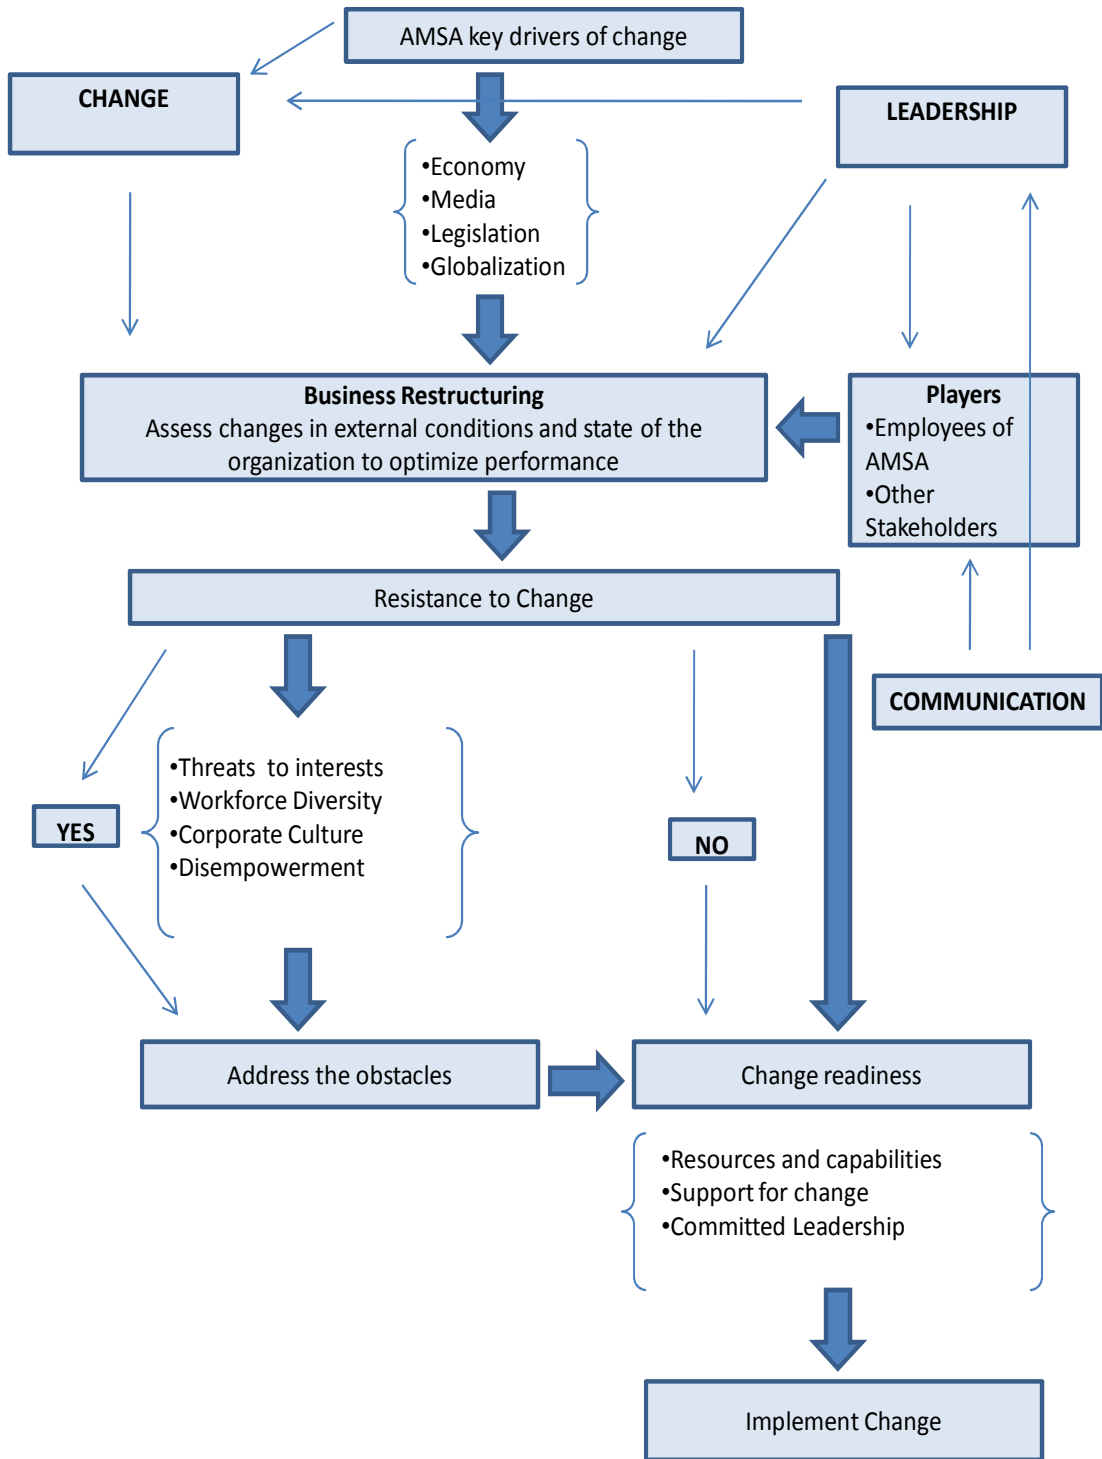 AMSA key drivers of change
CHANGE
LEADERSHIP
•Economy
•Media
•Legislation
•Globalization
Business Restructuring
Assess changes in external conditions and state of the
organization to optimize performance
Players
•Employees of
AMSA
•Other
Stakeholders
Resistance to Change
COMMUNICATION
•Threats to interests
•Workforce Diversity
•Corporate Culture
•Disempowerment
YES
NO
Address the obstacles
Change readiness
•Resources and capabilities
•Support for change
•Committed Leadership
Implement Change